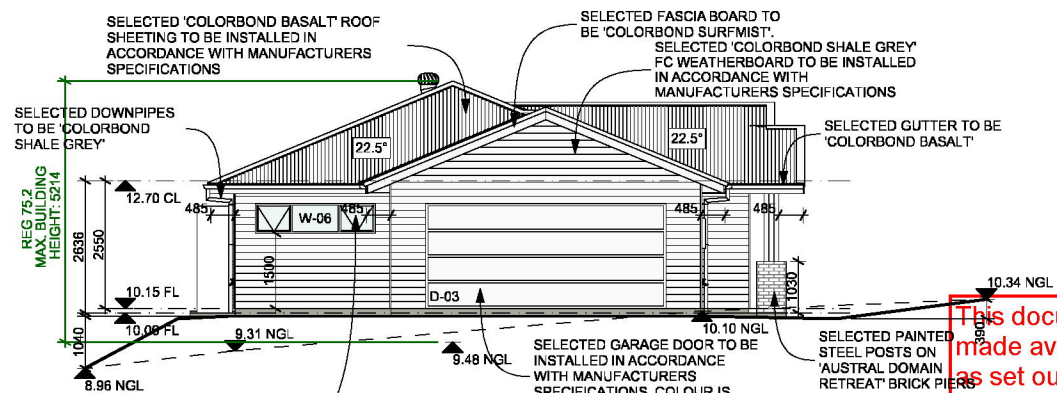 SELECTED 'COLORBOND BASALT' ROOF
SHEETING TO BE INSTALLED IN
ACCORDANCE WITH MANUFACTURERS
SPECIFICATIONS
SELECTED FASCIA BOARD TO
BE 'COLORBOND SURFMIST'.
SELECTED 'COLORBOND SHALE GREY'
FC WEATHERBOARD TO BE INSTALLED
IN ACCORDANCE WITH
MANUFACTURERS SPECIFICATIONS
SELECTED DOWNPIPES
TO BE 'COLORBOND
SHALE GREY'
SELECTED GUTTER TO BE
'COLORBOND BASALT'
22.5°
22.5°
REG 75.2
MAX. BUILDING
HEIGHT: 5214
12.70 CL
485
485
485
485
W-06
2636
2550
1500
D-03
1030
10.15 FL
10.06 FL
1040
9.31 NGL
8.96 NGL
9.48 NGL
10.10 NGL
10.34 NGL
390
SELECTED GARAGE DOOR TO BE
INSTALLED IN ACCORDANCE
WITH MANUFACTURERS
SPECIFICATIONS. COLOUR IS
SELECTED PAINTED
STEEL POSTS ON
'AUSTRAL DOMAIN
RETREAT' BRICK PIERS
This docu
made av
as set ou